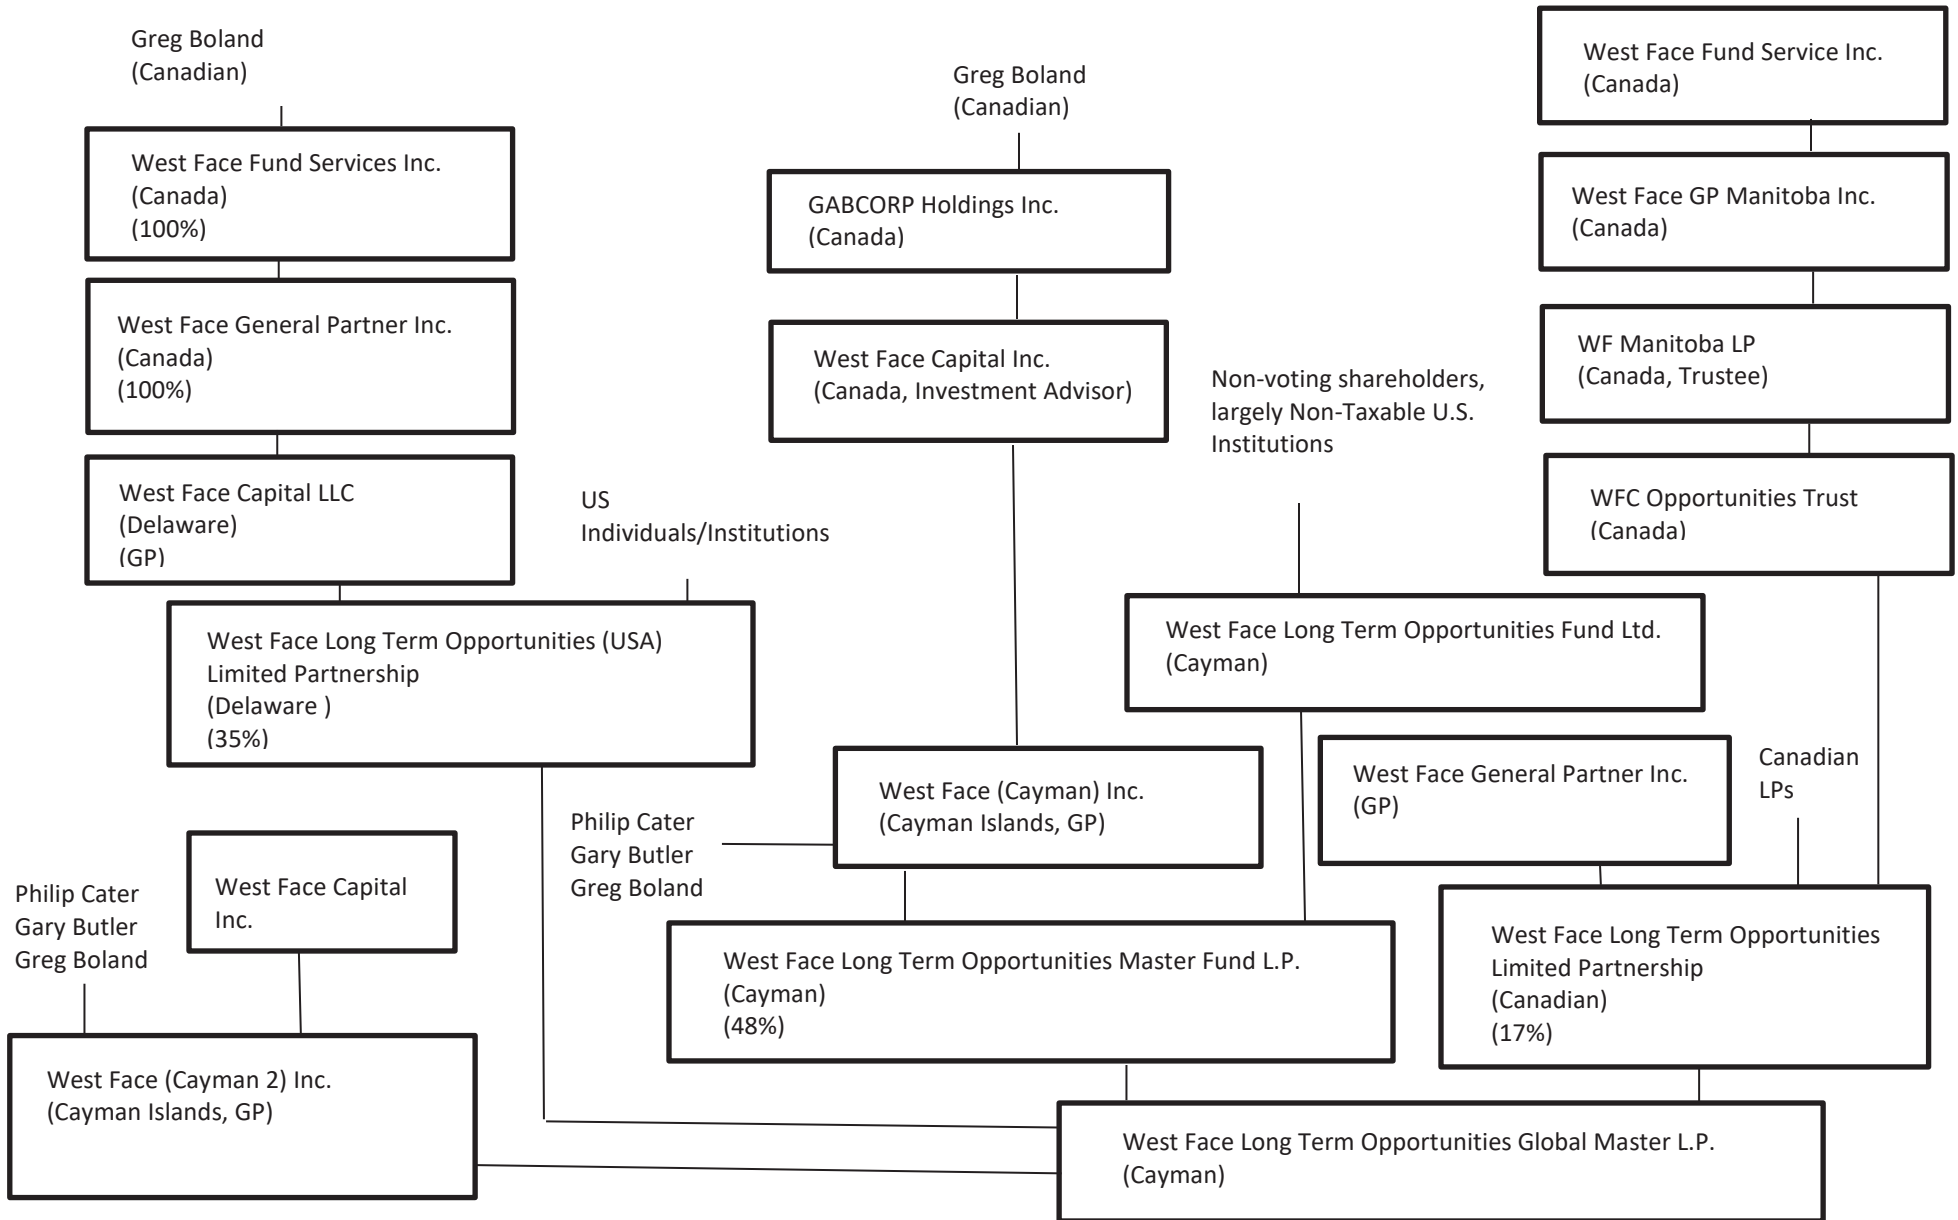 Greg Boland
(Canadian)
West Face Fund Services Inc.
(Canada)
(100%)
West Face General Partner Inc.
(Canada)
(100%)
West Face Capital LLC
(Delaware)
(GP)
US
Individuals/Institutions
West Face Long Term Opportunities (USA)
Limited Partnership
(Delaware )
(35%)
Philip Cater
Gary Butler
Greg Boland
West Face Capital
Inc.
West Face (Cayman 2) Inc.
(Cayman Islands, GP)
Greg Boland
(Canadian)
GABCORP Holdings Inc.
(Canada)
West Face Capital Inc.
(Canada, Investment Advisor)
Philip Cater
Gary Butler
Greg Boland
West Face (Cayman) Inc.
(Cayman Islands, GP)
Non-voting shareholders,
largely Non-Taxable U.S.
Institutions
West Face Long Term Opportunities Fund Ltd.
(Cayman)
West Face Long Term Opportunities Master Fund L.P.
(Cayman)
(48%)
West Face Fund Service Inc.
(Canada)
West Face GP Manitoba Inc.
(Canada)
WF Manitoba LP
(Canada, Trustee)
WFC Opportunities Trust
(Canada)
West Face General Partner Inc.
(GP)
Canadian
LPs
West Face Long Term Opportunities
Limited Partnership
(Canadian)
(17%)
West Face Long Term Opportunities Global Master L.P.
(Cayman)